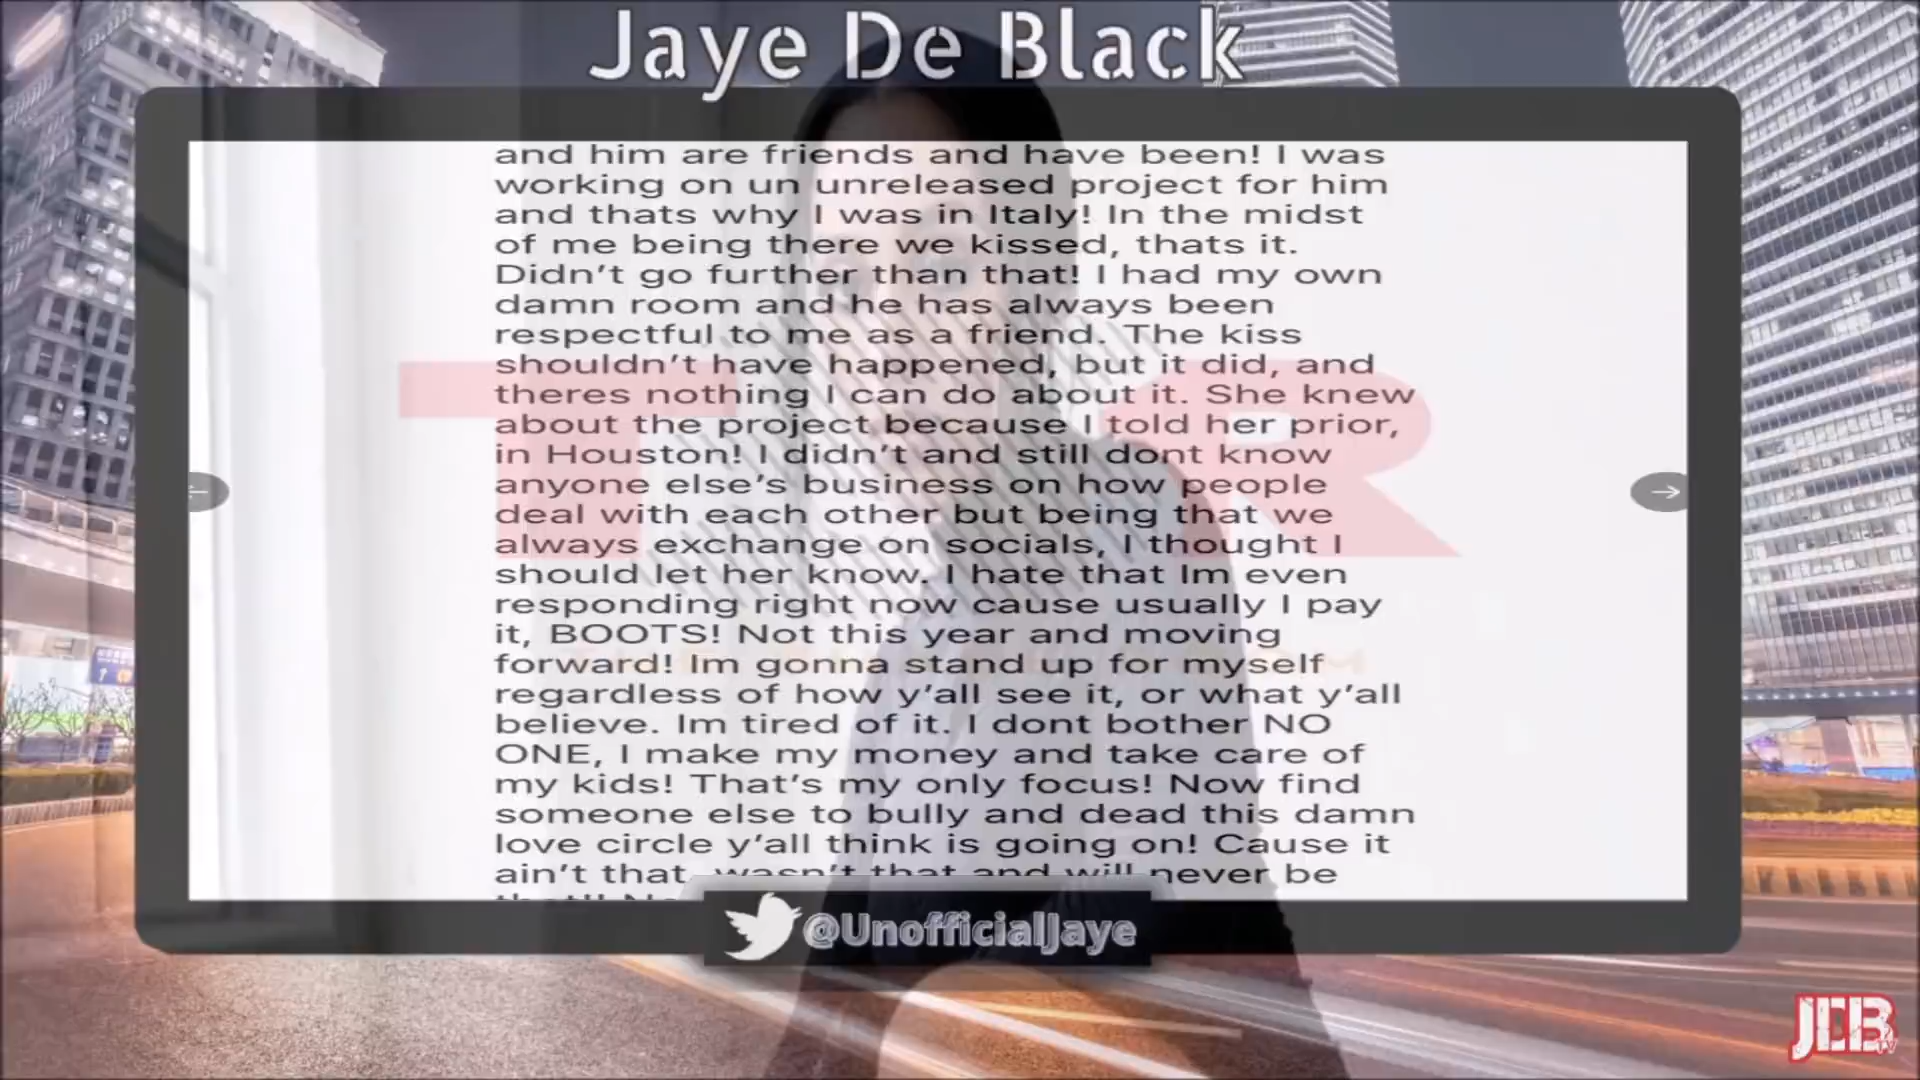 Jaye De Black
and him are friends and have been! I was
working on un unreleased project for him
and thats why I was in Italy! In the midst
of me being there we kissed, thats it.
Didn't go further than that! I had my own
damn room and he has always been
respectful to me as a friend. The kiss
shouldn't have happened, but it did, and
theres nothing I can do about it. She knew
about the project because I told her prior,
in Houston! I didn't and still dont know
anyone else's business on how people
deal with each other but being that we
always exchange on socials, I thought I
should let her know. I hate that Im even
responding right now cause usually I pay
it, BOOTS! Not this year and moving
forward! Im gonna stand up for myself
regardless of how y'all see it, or what y'all
believe. Im tired of it. I dont bother NO
ONE, I make my money and take care of
my kids! That's my only focus! Now find
someone else to bully and dead this damn
love circle y'all think is going on! Cause it
ain't that, wasn't that and will never be
@UnofficialJaye
T R
JDB TV